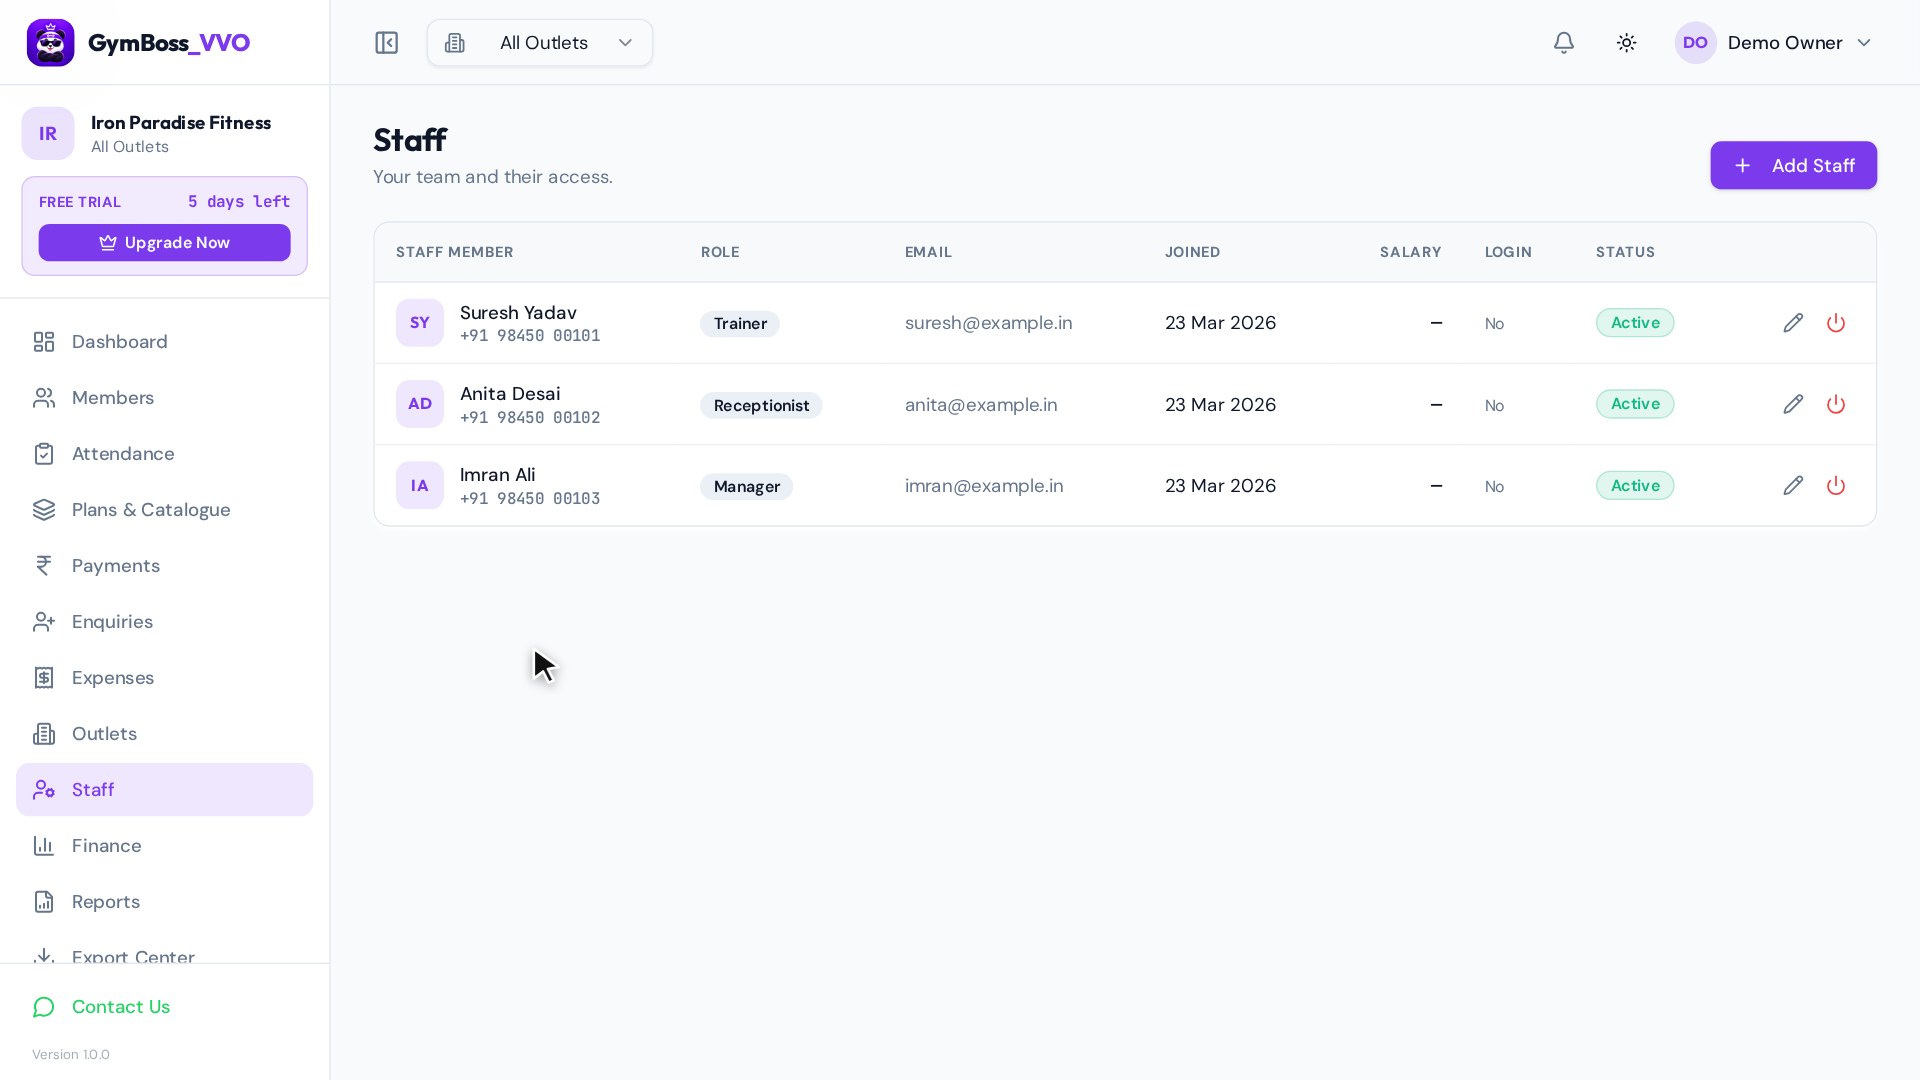 GymBoss_VVO
All Outlets
DO Demo Owner
IR
Iron Paradise Fitness
All Outlets
FREE TRIAL 5 days left
Upgrade Now
Dashboard
Members
Attendance
Plans & Catalogue
Payments
Enquiries
Expenses
Outlets
Staff
Finance
Reports
Export Center
Contact Us
Version 1.0.0
Staff
Your team and their access.
Add Staff
STAFF MEMBER ROLE EMAIL JOINED SALARY LOGIN STATUS
SY Suresh Yadav Trainer suresh@example.in 23 Mar 2026 – No Active
+91 98450 00101
AD Anita Desai Receptionist anita@example.in 23 Mar 2026 – No Active
+91 98450 00102
IA Imran Ali Manager imran@example.in 23 Mar 2026 – No Active
+91 98450 00103